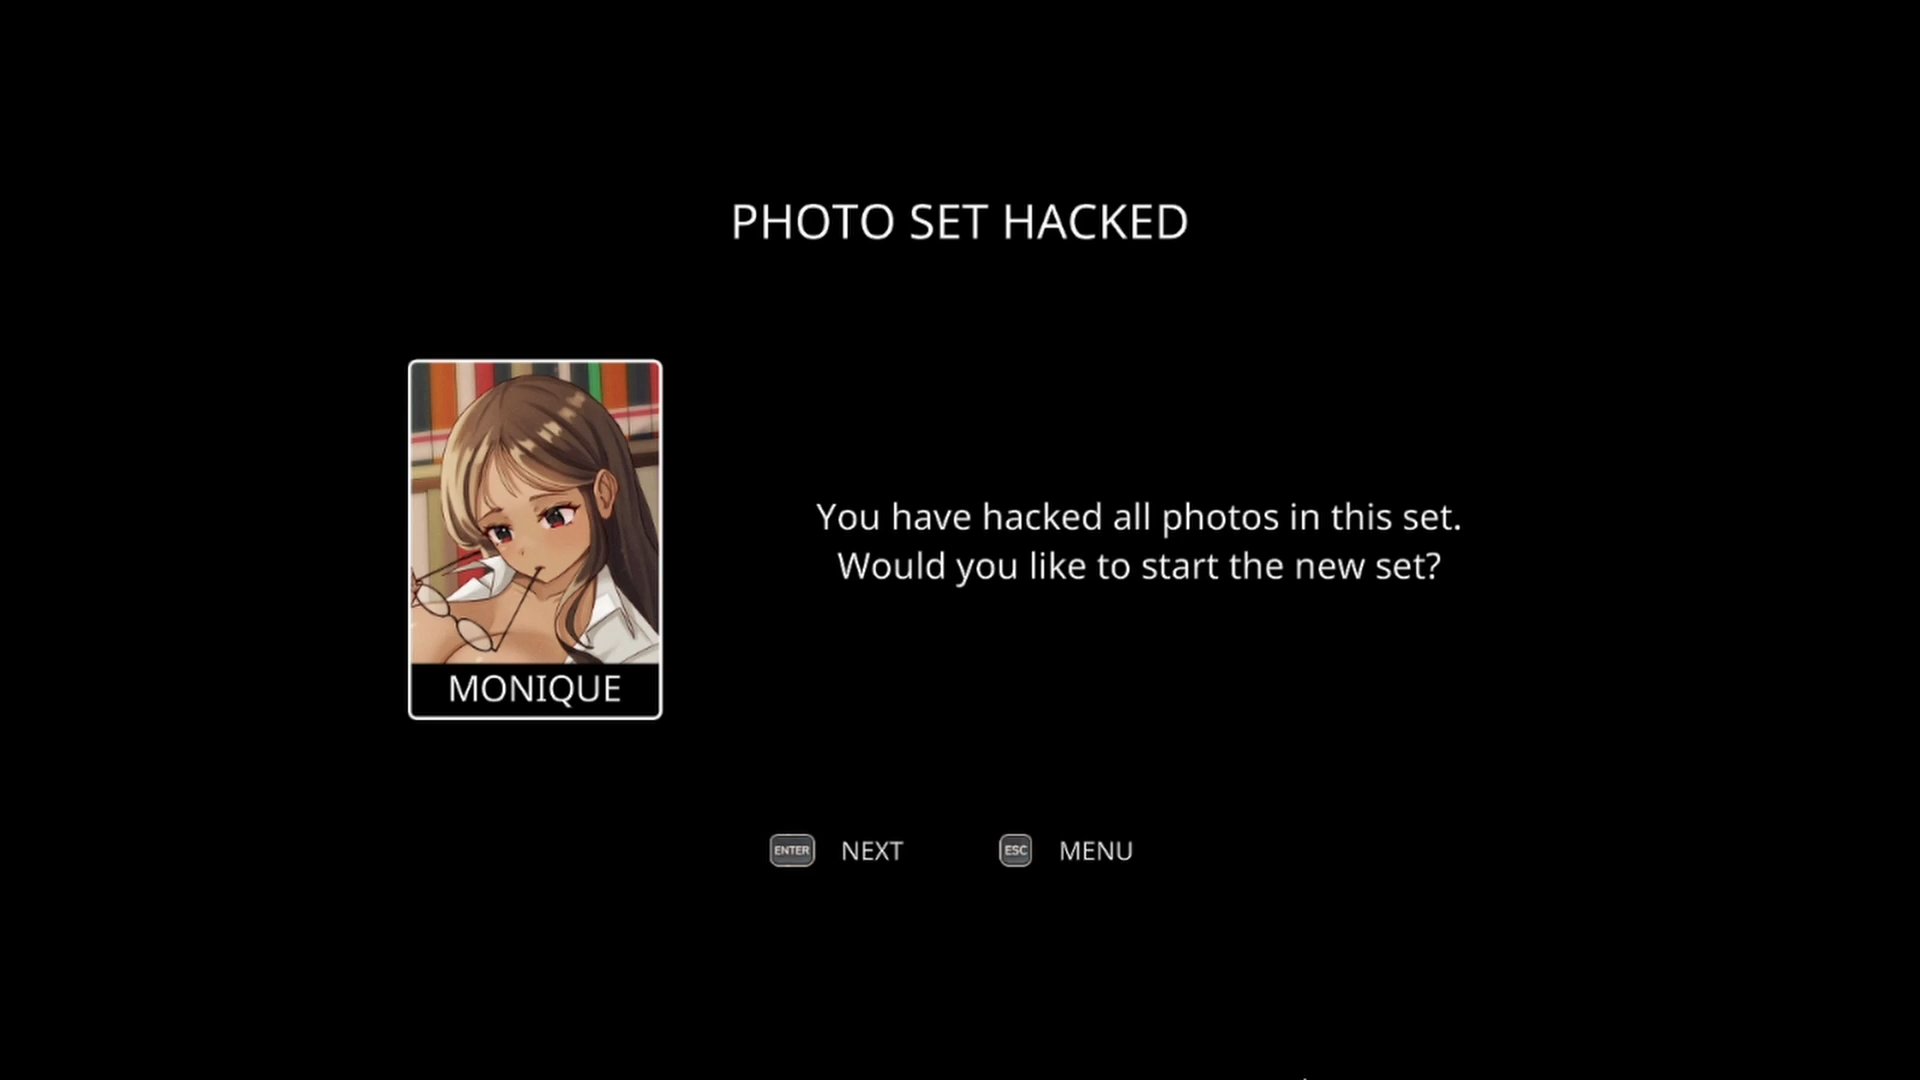 PHOTO SET HACKED
MONIQUE
You have hacked all photos in this set.
Would you like to start the new set?
ENTER NEXT ESC MENU